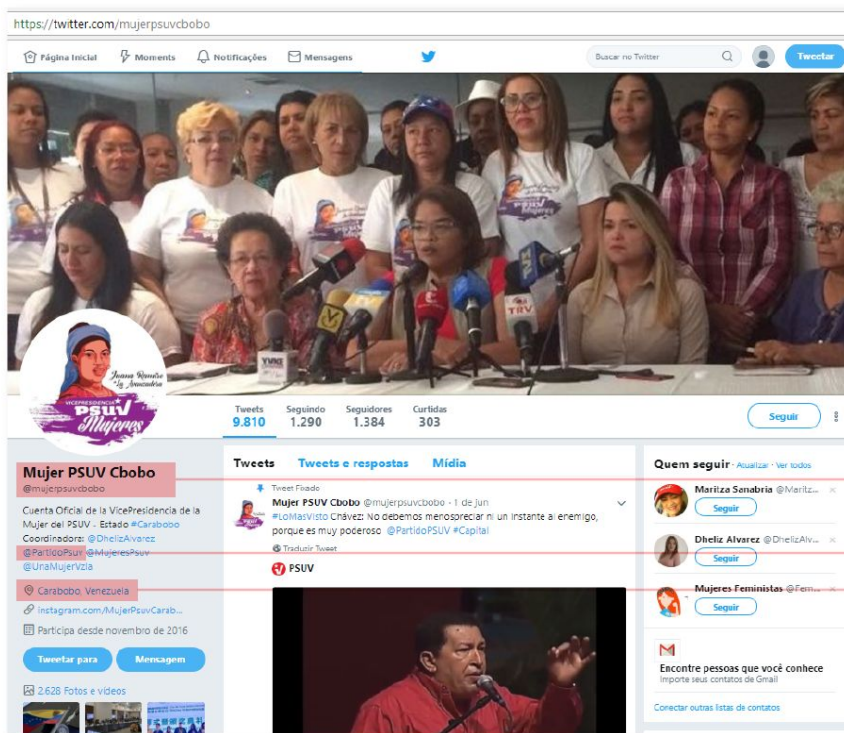 https://twitter.com/mujerpsuvcbobo
Página Inicial Moments Notificações Mensagens Buscar no Twitter Tweetar
PSUV
Mujeres
TRV
Juana Ramírez
"La Avanzadora"
VICEPRESIDENCIA
PSUV
Mujeres
Tweets Seguindo Seguidores Curtidas
9.810 1.290 1.384 303
Seguir
Mujer PSUV Cbobo
@mujerpsuvcbobo
Cuenta Oficial de la VicePresidencia de la
Mujer del PSUV - Estado #Carabobo
Coordinadora: @DhelizAlvarez
@PartidoPsuv @MujeresPsuv
@UnaMujerVzla
Carabobo, Venezuela
instagram.com/MujerPsuvCarab...
Participa desde novembro de 2016
Tweetar para Mensagem
2.628 Fotos e vídeos
Tweets Tweets e respostas Mídia
Tweet Fixado
Mujer PSUV Cbobo @mujerpsuvcbobo · 1 de jun
#LoMasVisto Chávez: No debemos menospreciar ni un instante al enemigo,
porque es muy poderoso @PartidoPSUV #Capital
Traduzir Tweet
PSUV
Quem seguir · Atualizar · Ver todos
Maritza Sanabria @Maritz...
Seguir
Dheliz Alvarez @DhelizAlv...
Seguir
Mujeres Feministas @Fem...
Seguir
Encontre pessoas que você conhece
Importe seus contatos do Gmail
Conectar outras listas de contatos